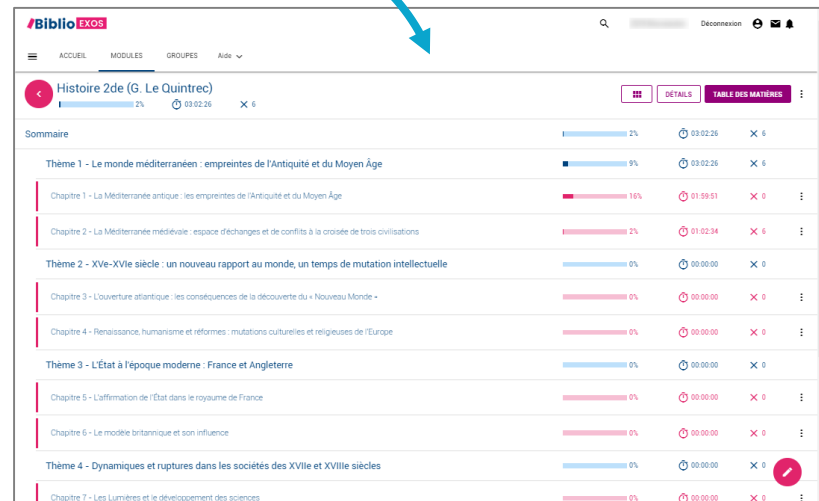 /Biblio EXOS Déconnexion
ACCUEIL MODULES GROUPES Aide
Histoire 2de (G. Le Quintrec)
2% 03:02:26 6
DÉTAILS TABLE DES MATIÈRES
Sommaire 2% 03:02:26 6
Thème 1 - Le monde méditerranéen : empreintes de l'Antiquité et du Moyen Âge 9% 03:02:26 6
Chapitre 1 - La Méditerranée antique : les empreintes de l'Antiquité et du Moyen Âge 16% 01:59:51 0
Chapitre 2 - La Méditerranée médiévale : espace d'échanges et de conflits à la croisée de trois civilisations 2% 01:02:34 6
Thème 2 - XVe-XVIe siècle : un nouveau rapport au monde, un temps de mutation intellectuelle 0% 00:00:00 0
Chapitre 3 - L'ouverture atlantique : les conséquences de la découverte du « Nouveau Monde » 0% 00:00:00 0
Chapitre 4 - Renaissance, humanisme et réformes : mutations culturelles et religieuses de l'Europe 0% 00:00:00 0
Thème 3 - L'État à l'époque moderne : France et Angleterre 0% 00:00:00 0
Chapitre 5 - L'affirmation de l'État dans le royaume de France 0% 00:00:00 0
Chapitre 6 - Le modèle britannique et son influence 0% 00:00:00 0
Thème 4 - Dynamiques et ruptures dans les sociétés des XVIIe et XVIIIe siècles 0% 00:00:00 0
Chapitre 7 - Les Lumières et le développement des sciences 0% 00:00:00 0